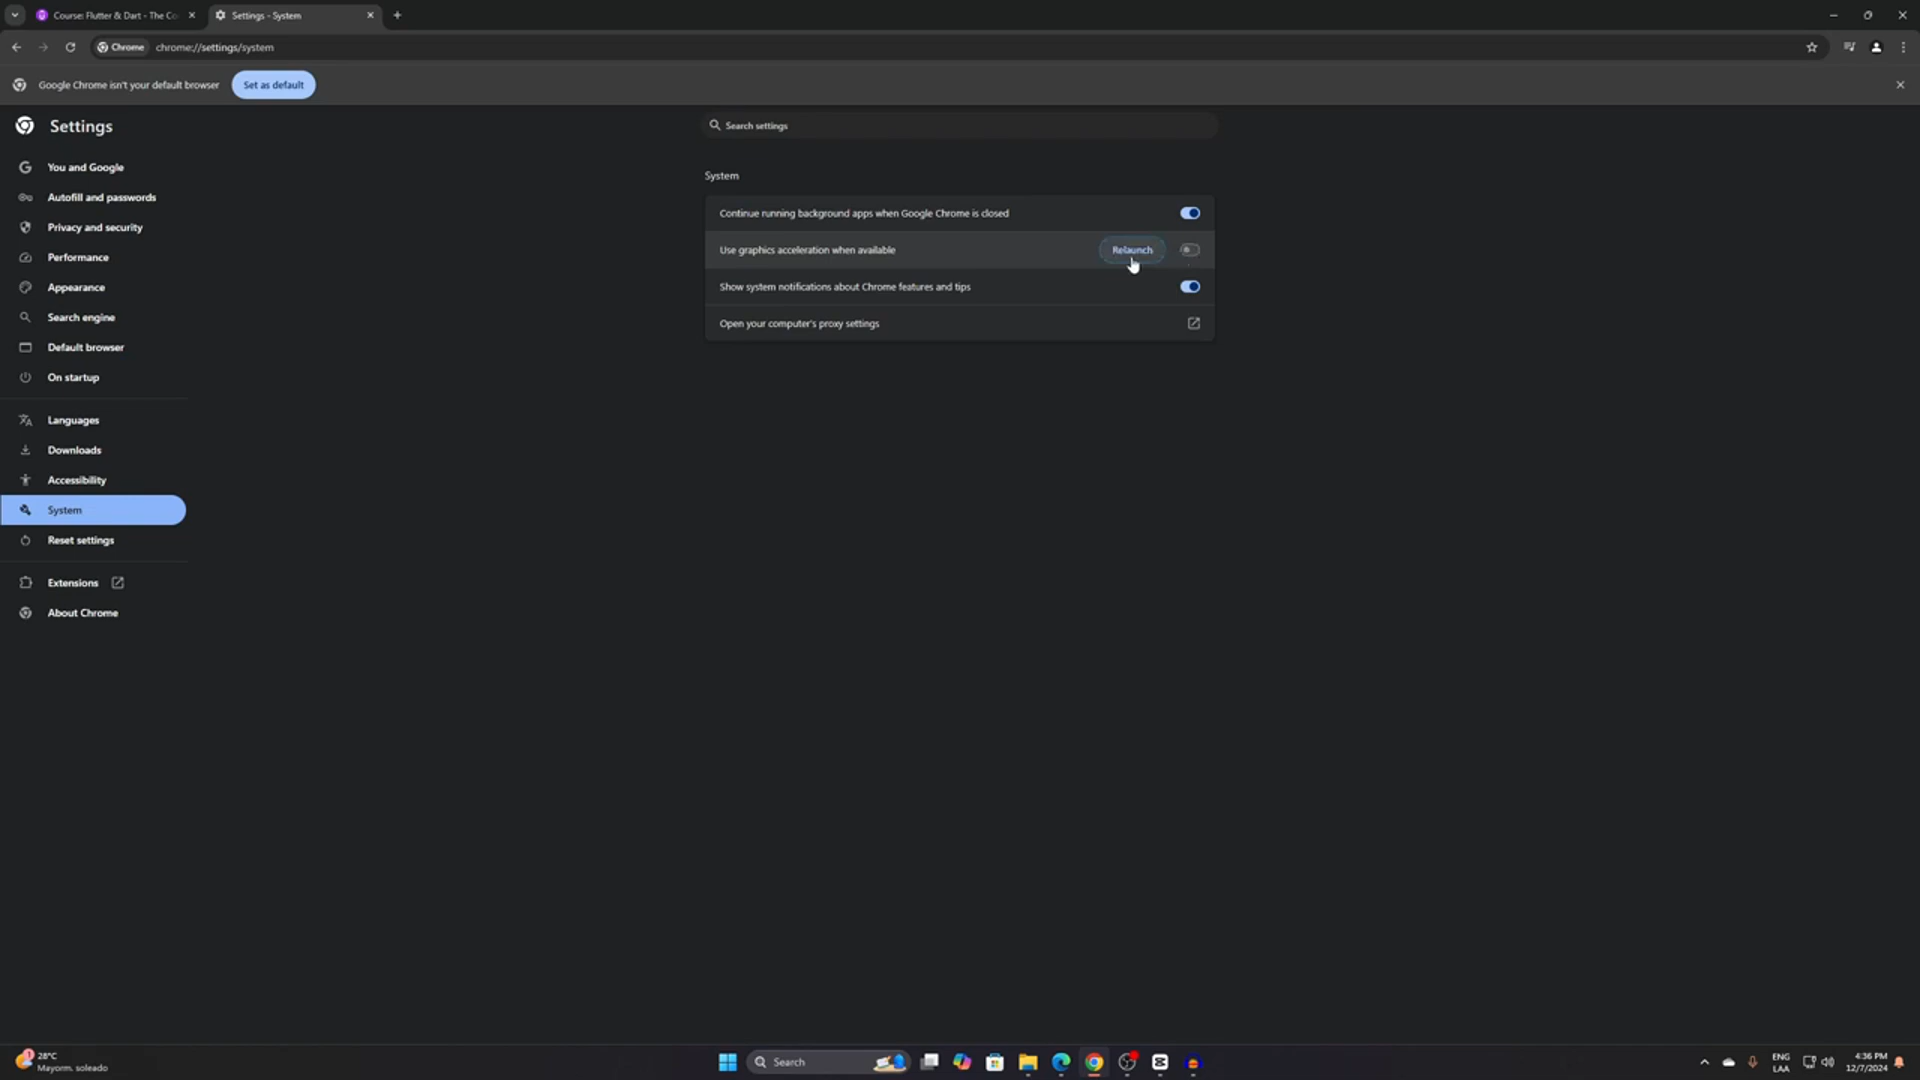 Course: Flutter & Dart - The Co
Settings - System
Chrome
chrome://settings/system
Google Chrome isn't your default browser
Set as default
Settings
Search settings
You and Google
Autofill and passwords
Privacy and security
Performance
Appearance
Search engine
Default browser
On startup
Languages
Downloads
Accessibility
System
Reset settings
Extensions
About Chrome
System
Continue running background apps when Google Chrome is closed
Use graphics acceleration when available
Relaunch
Show system notifications about Chrome features and tips
Open your computer's proxy settings
1
28°C
Mayorm. soleado
Search
ENG
LAA
4:36 PM
12/7/2024